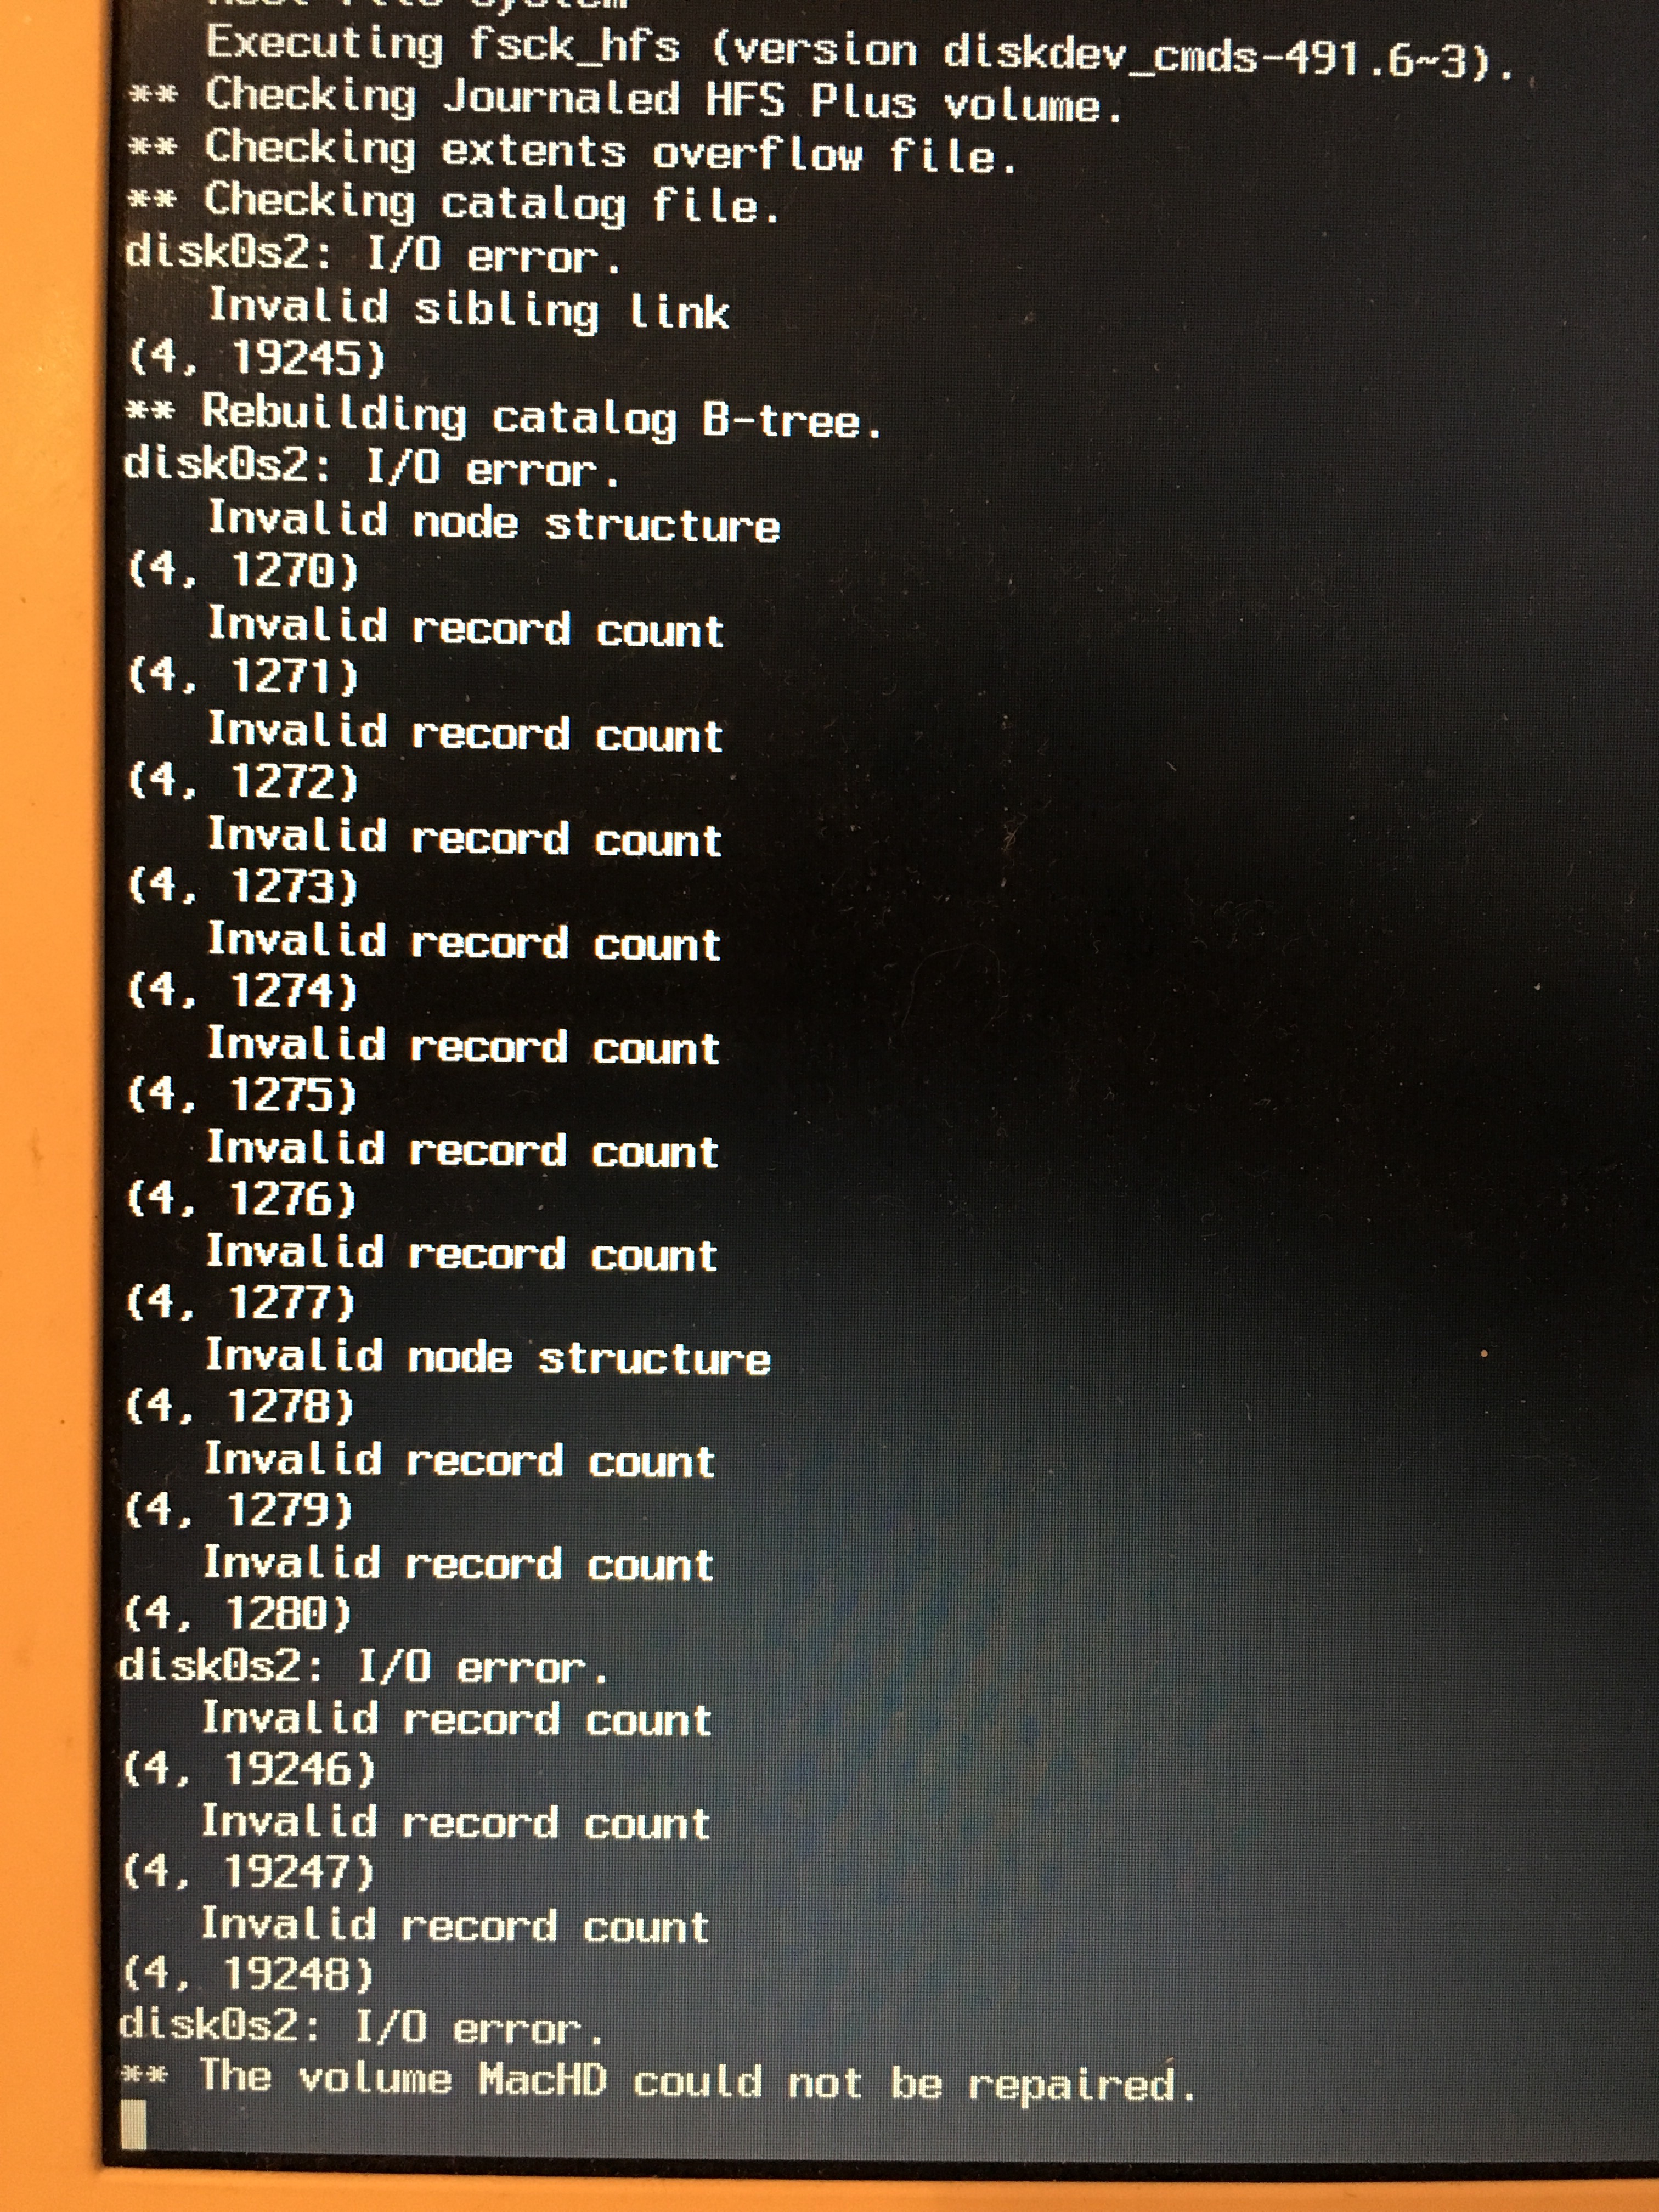 Root file system
Executing fsck_hfs (version diskdev_cmds-491.6~3).
** Checking Journaled HFS Plus volume.
** Checking extents overflow file.
** Checking catalog file.
disk0s2: I/O error.
Invalid sibling link
(4, 19245)
** Rebuilding catalog B-tree.
disk0s2: I/O error.
Invalid node structure
(4, 1270)
Invalid record count
(4, 1271)
Invalid record count
(4, 1272)
Invalid record count
(4, 1273)
Invalid record count
(4, 1274)
Invalid record count
(4, 1275)
Invalid record count
(4, 1276)
Invalid record count
(4, 1277)
Invalid node structure
(4, 1278)
Invalid record count
(4, 1279)
Invalid record count
(4, 1280)
disk0s2: I/O error.
Invalid record count
(4, 19246)
Invalid record count
(4, 19247)
Invalid record count
(4, 19248)
disk0s2: I/O error.
** The volume MacHD could not be repaired.